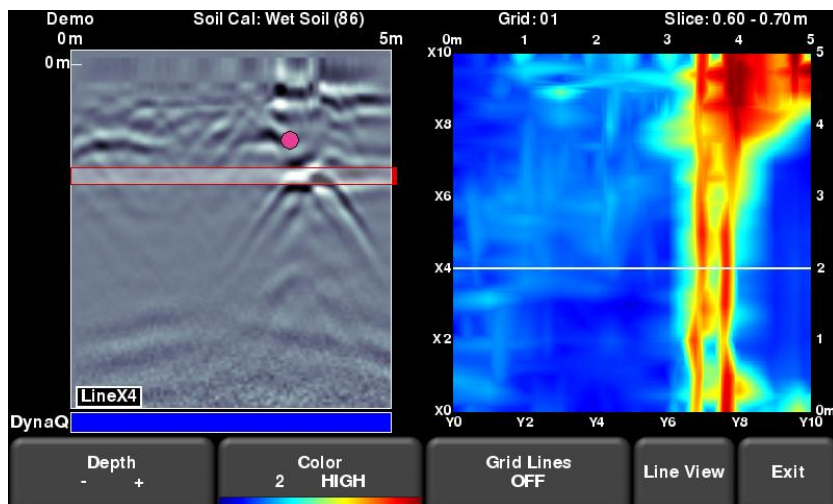 Demo Soil Cal: Wet Soil (86) Grid: 01 Slice: 0.60 - 0.70 m
0m 5m 0m 1 2 3 4 5
0m
X10 5
X8 4
3
X6
X4 2
X2 1
X0 0m
LineX4
Y0 Y2 Y4 Y6 Y8 Y10
DynaQ
Depth Color Grid Lines Line View Exit
- + 2 HIGH OFF